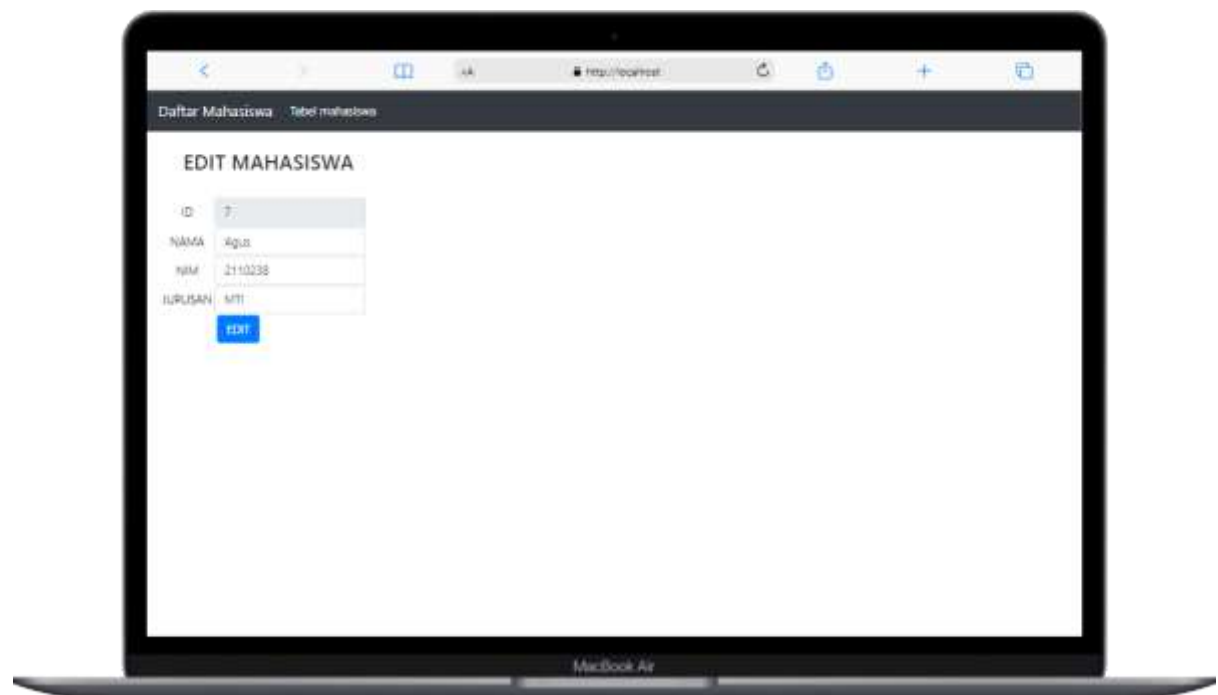 AA http://localhost
Daftar Mahasiswa Tabel mahasiswa
EDIT MAHASISWA
ID 7
NAMA Agus
NIM 2110238
JURUSAN MTI
EDIT
MacBook Air